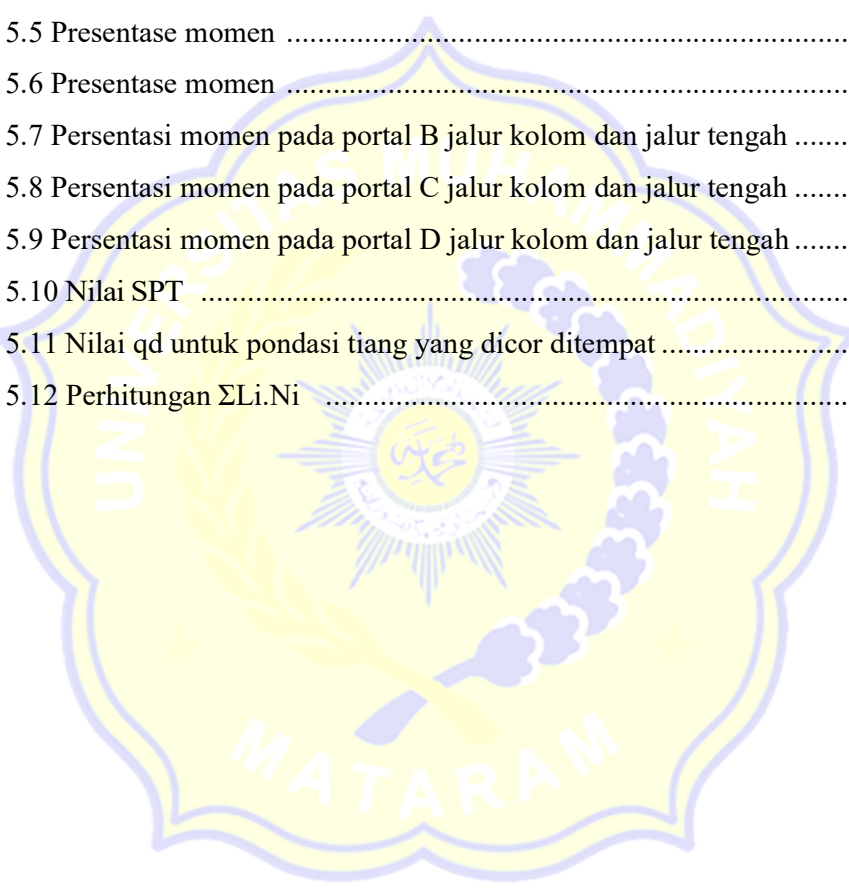 5.5 Presentase momen ........................................................................
5.6 Presentase momen ........................................................................
5.7 Persentasi momen pada portal B jalur kolom dan jalur tengah .......
5.8 Persentasi momen pada portal C jalur kolom dan jalur tengah .......
5.9 Persentasi momen pada portal D jalur kolom dan jalur tengah .......
5.10 Nilai SPT ...................................................................................
5.11 Nilai qd untuk pondasi tiang yang dicor ditempat ........................
5.12 Perhitungan ΣLi.Ni ...................................................................
UNIVERSITAS MUHAMMADIYAH
MATARAM